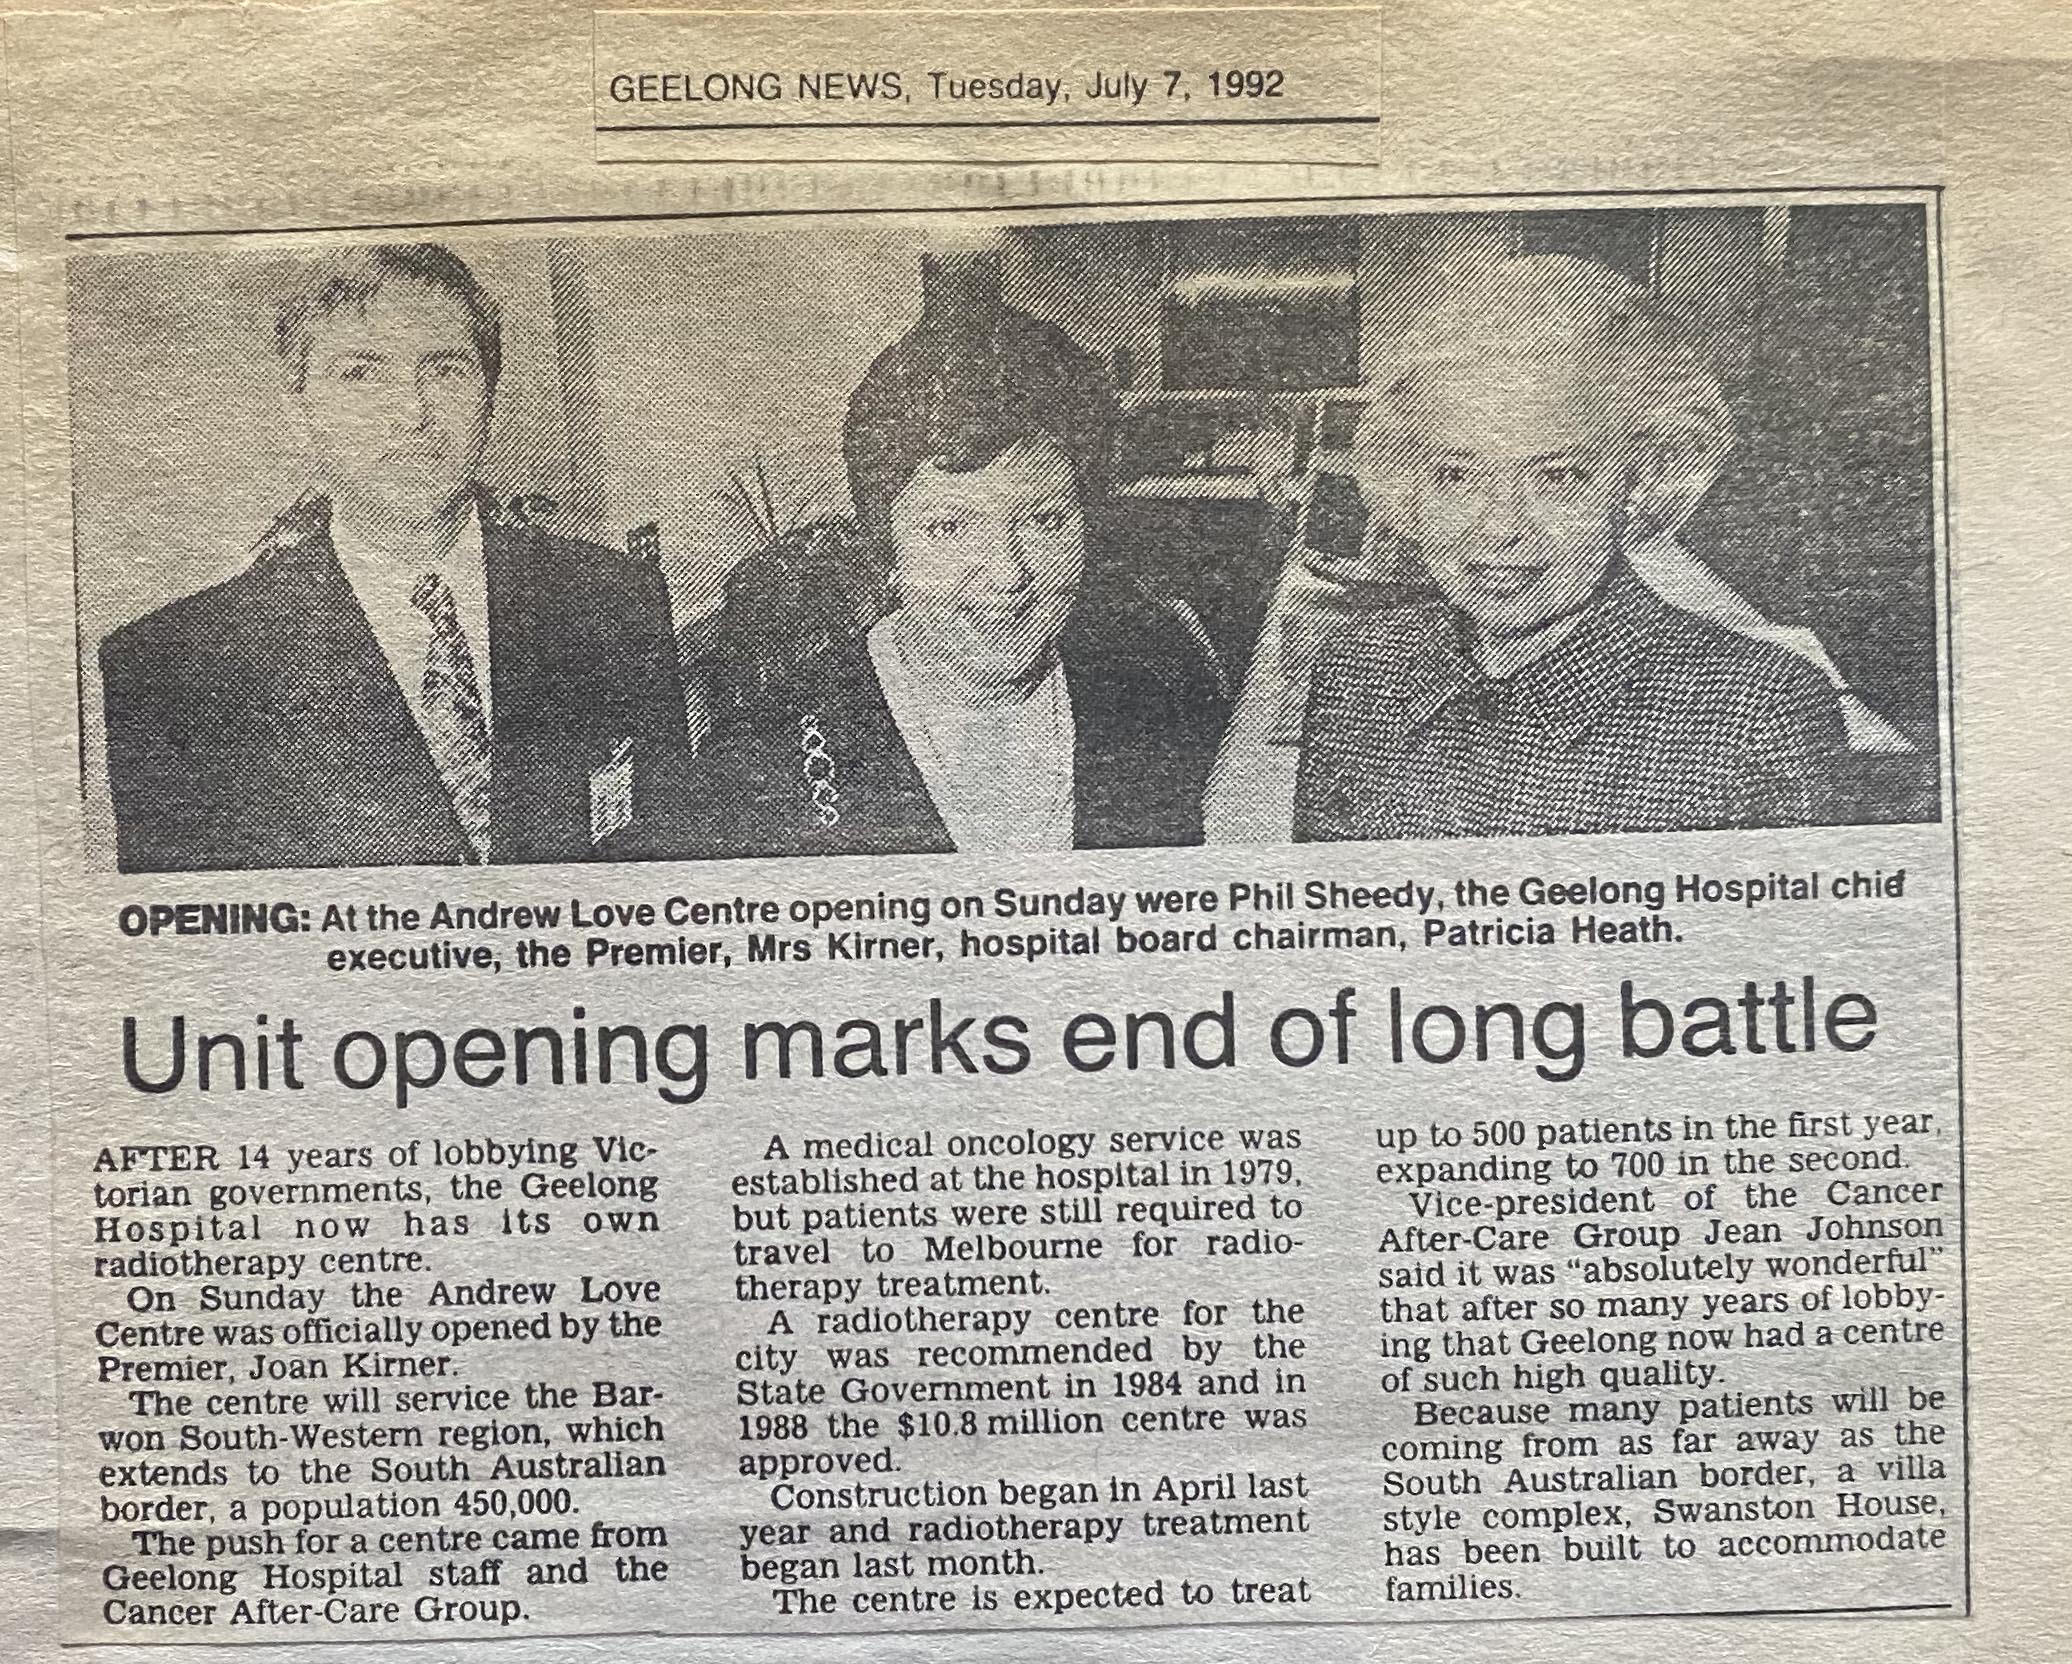 GEELONG NEWS, Tuesday, July 7, 1992
OPENING: At the Andrew Love Centre opening on Sunday were Phil Sheedy, the Geelong Hospital chief
executive, the Premier, Mrs Kirner, hospital board chairman, Patricia Heath.
Unit opening marks end of long battle
AFTER 14 years of lobbying Vic-
torian governments, the Geelong
Hospital now has its own
radiotherapy centre.
On Sunday the Andrew Love
Centre was officially opened by the
Premier, Joan Kirner.
The centre will service the Bar-
won South-Western region, which
extends to the South Australian
border, a population 450,000.
The push for a centre came from
Geelong Hospital staff and the
Cancer After-Care Group.
A medical oncology service was
established at the hospital in 1979,
but patients were still required to
travel to Melbourne for radio-
therapy treatment.
A radiotherapy centre for the
city was recommended by the
State Government in 1984 and in
1988 the $10.8 million centre was
approved.
Construction began in April last
year and radiotherapy treatment
began last month.
The centre is expected to treat
up to 500 patients in the first year,
expanding to 700 in the second.
Vice-president of the Cancer
After-Care Group Jean Johnson
said it was “absolutely wonderful”
that after so many years of lobby-
ing that Geelong now had a centre
of such high quality.
Because many patients will be
coming from as far away as the
South Australian border, a villa
style complex, Swanston House,
has been built to accommodate
families.